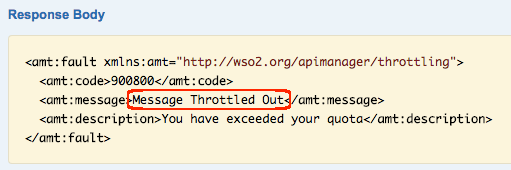 Response Body
<amt:fault xmlns:amt="http://wso2.org/apimanager/throttling">
<amt:code>900800</amt:code>
<amt:message>Message Throttled Out</amt:message>
<amt:description>You have exceeded your quota</amt:description>
</amt:fault>